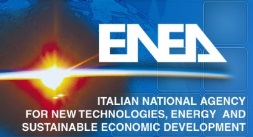 ENEA
ITALIAN NATIONAL AGENCY
FOR NEW TECHNOLOGIES, ENERGY AND
SUSTAINABLE ECONOMIC DEVELOPMENT